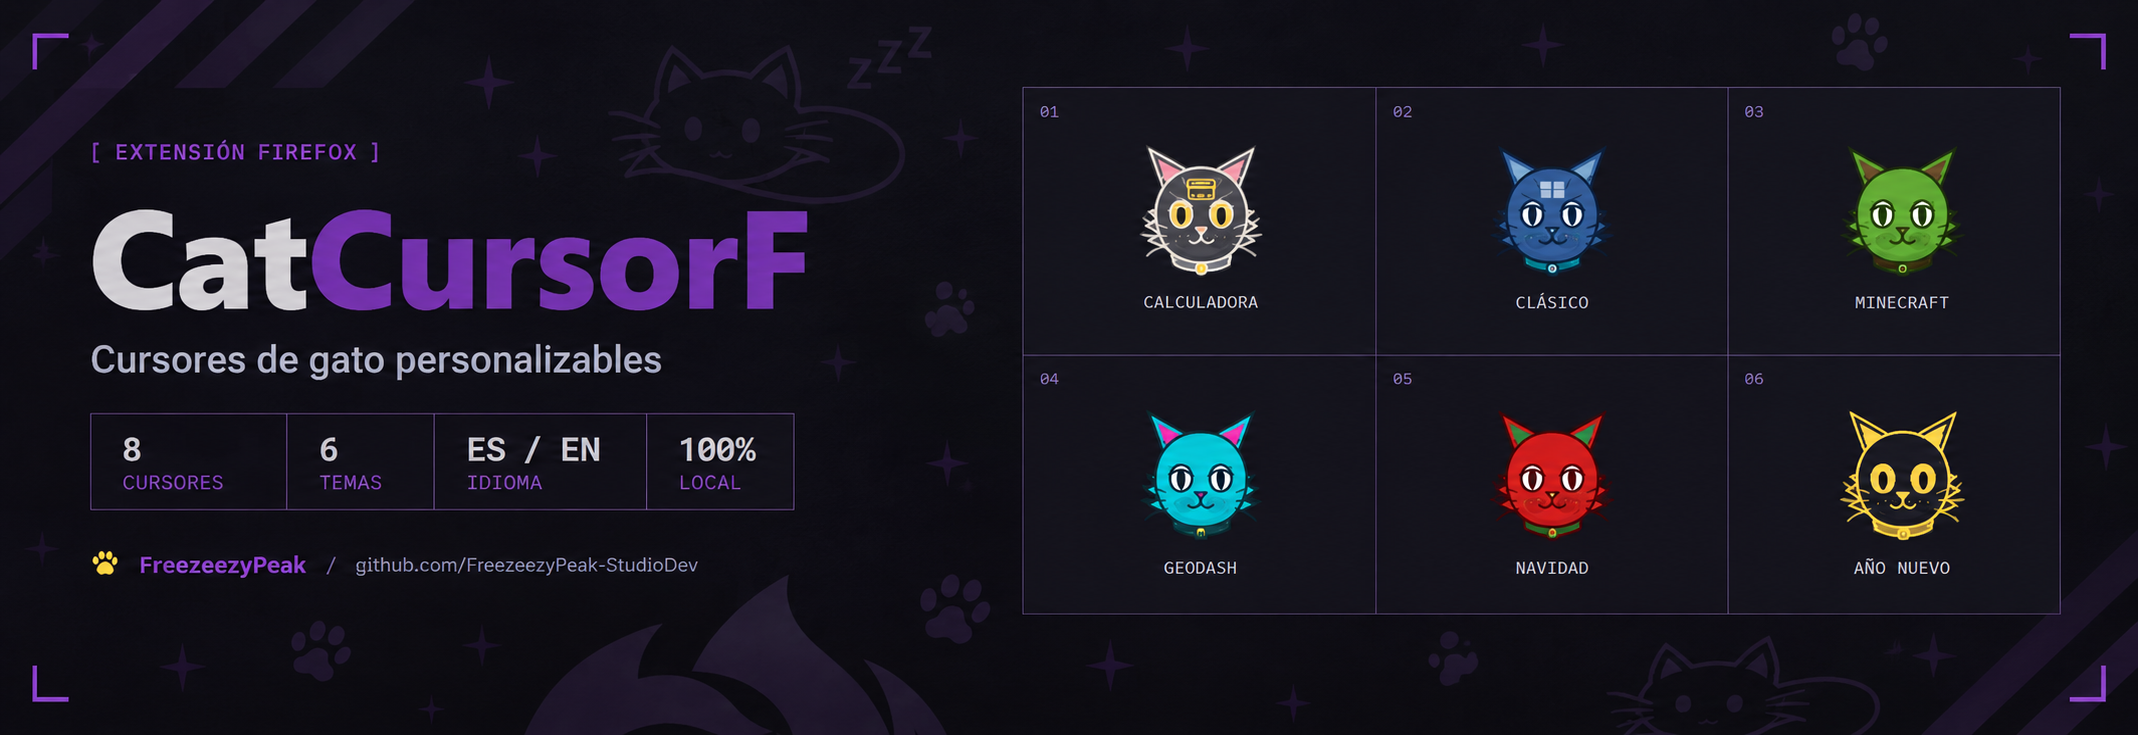 [ EXTENSIÓN FIREFOX ]
CatCursorF
Cursores de gato personalizables
8
CURSORES
6
TEMAS
ES / EN
IDIOMA
100%
LOCAL
FreezeezyPeak / github.com/FreezeezyPeak-StudioDev
zzZ
01
CALCULADORA
02
CLÁSICO
03
MINECRAFT
04
GEODASH
05
NAVIDAD
06
AÑO NUEVO